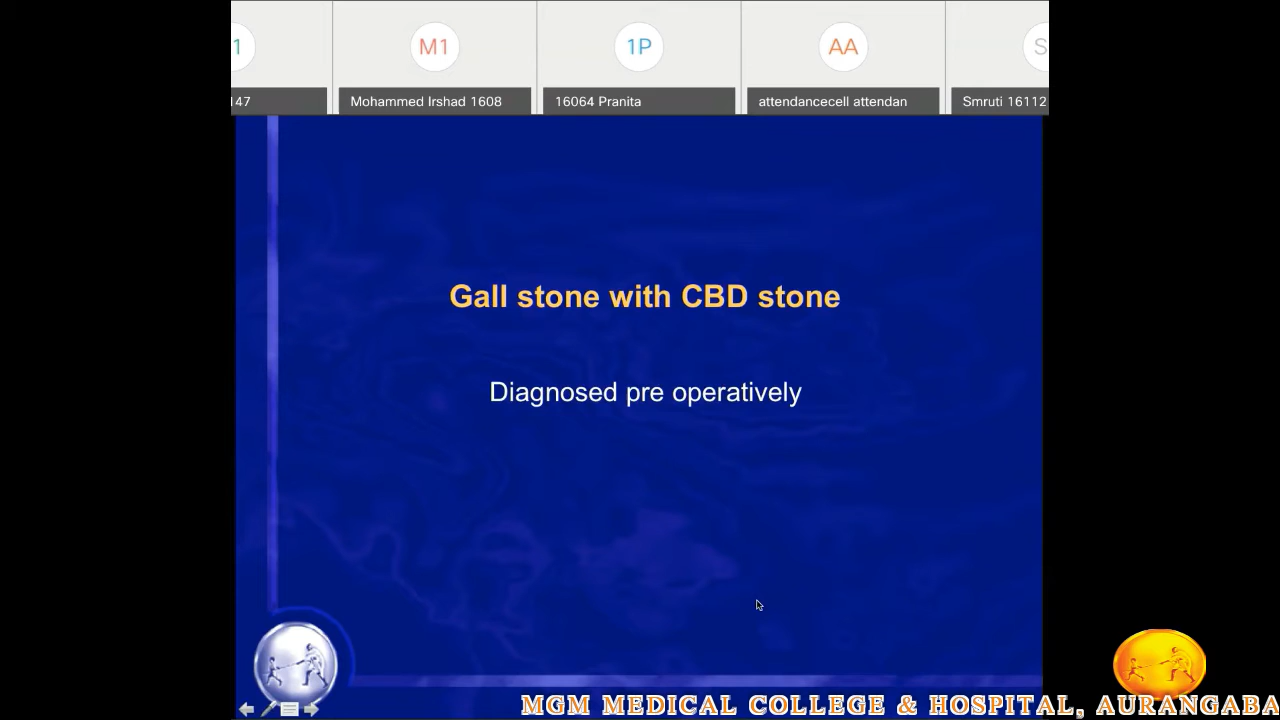 1
M1
1P
AA
S
147
Mohammed Irshad 1608
16064 Pranita
attendancecell attendan
Smruti 16112
Gall stone with CBD stone
Diagnosed pre operatively
MGM MEDICAL COLLEGE & HOSPITAL, AURANGABA